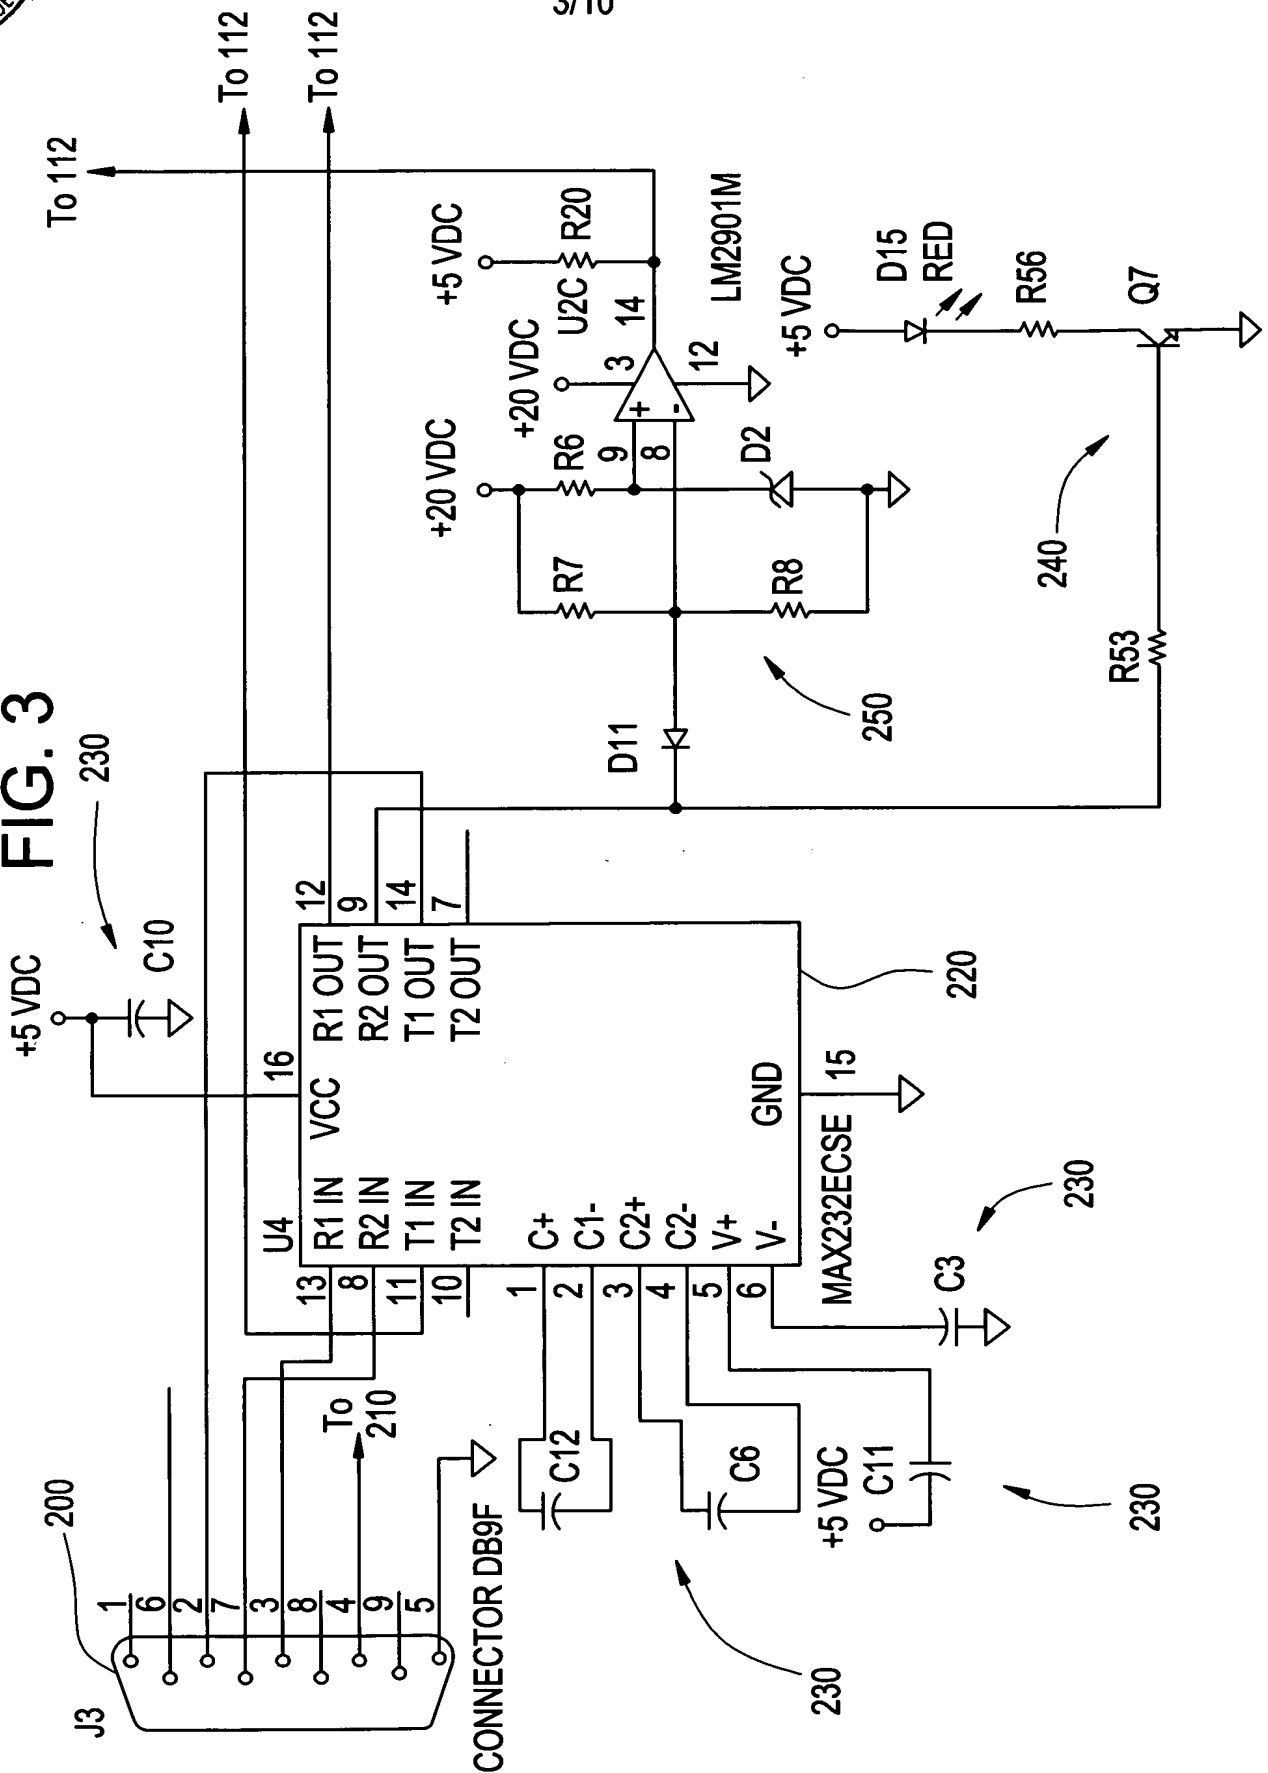 3/10
FIG. 3
To 112
To 112
To 112
+5 VDC
C10
230
J3
200
1
6
2
7
3
8
4
9
5
CONNECTOR DB9F
To
210
U4
13
8
11
10
1
2
3
4
5
6
R1 IN
R2 IN
T1 IN
T2 IN
C+
C1-
C2+
C2-
V+
V-
VCC
16
GND
15
R1 OUT
R2 OUT
T1 OUT
T2 OUT
12
9
14
7
MAX232ECSE
220
C12
C6
+5 VDC
C11
C3
230
230
230
D11
250
R7
R8
+20 VDC
R6
9
8
D2
+20 VDC
3
12
U2C
14
+5 VDC
R20
LM2901M
+5 VDC
D15
RED
R56
Q7
240
R53